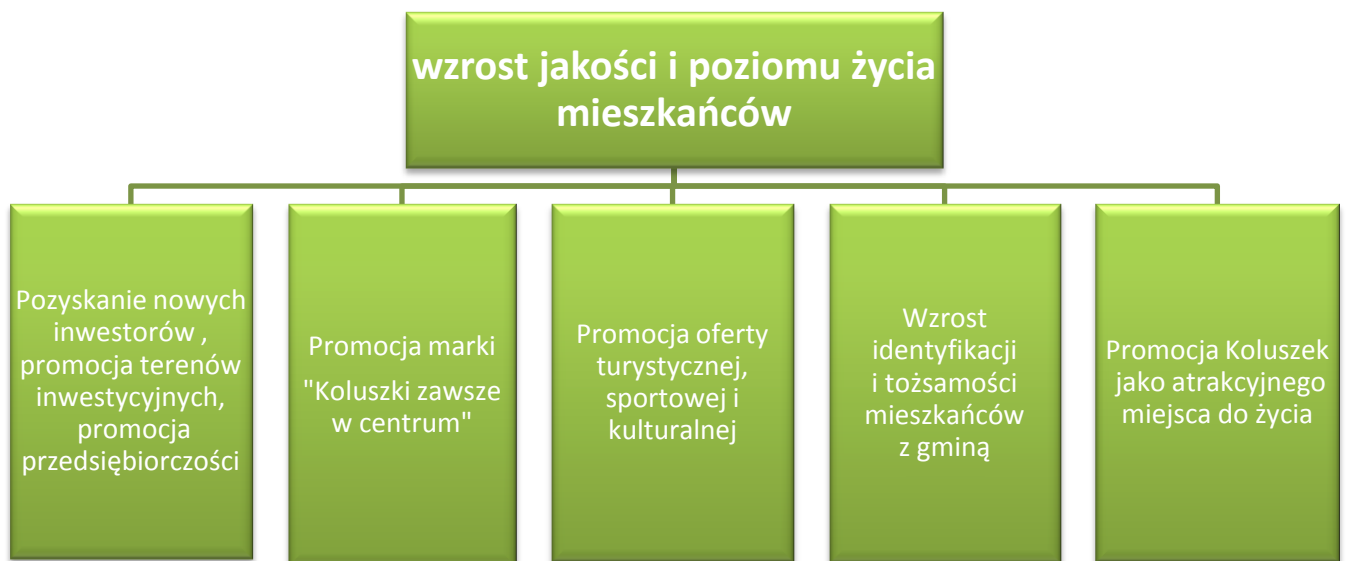 wzrost jakości i poziomu życia
mieszkańców
Pozyskanie nowych
inwestorów ,
promocja terenów
inwestycyjnych,
promocja
przedsiębiorczości
Promocja marki
"Koluszki zawsze
w centrum"
Promocja oferty
turystycznej,
sportowej i
kulturalnej
Wzrost
identyfikacji
i tożsamości
mieszkańców
z gminą
Promocja Koluszek
jako atrakcyjnego
miejsca do życia